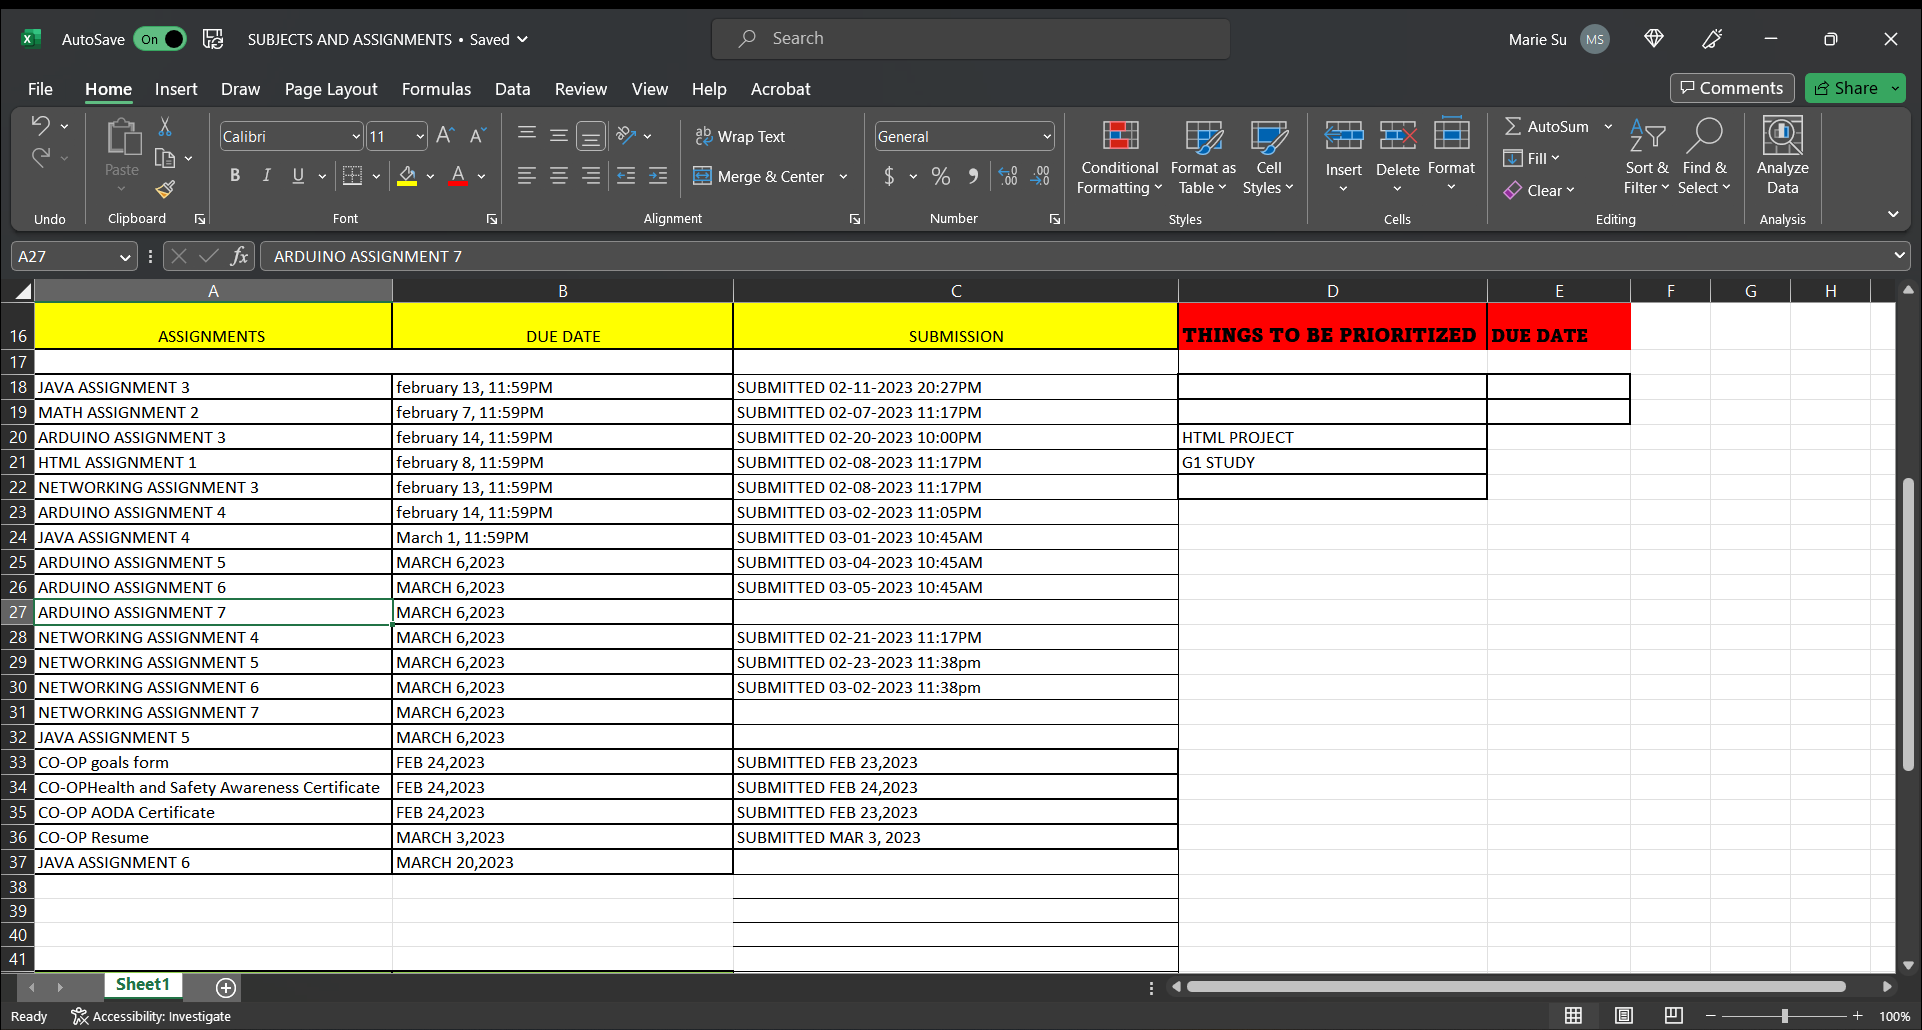 AutoSave On SUBJECTS AND ASSIGNMENTS • Saved Search Marie Su MS
File Home Insert Draw Page Layout Formulas Data Review View Help Acrobat Comments Share
Calibri 11 ab Wrap Text General AutoSum
Paste Conditional Formatting Format as Table Cell Styles Insert Delete Format Fill Sort & Filter Find & Select Analyze Data
B I U A Merge & Center $ % 9 Clear
Undo Clipboard Font Alignment Number Styles Cells Editing Analysis
A27 fx ARDUINO ASSIGNMENT 7
A B C D E F G H
16 ASSIGNMENTS DUE DATE SUBMISSION THINGS TO BE PRIORITIZED DUE DATE
17
18 JAVA ASSIGNMENT 3 february 13, 11:59PM SUBMITTED 02-11-2023 20:27PM
19 MATH ASSIGNMENT 2 february 7, 11:59PM SUBMITTED 02-07-2023 11:17PM
20 ARDUINO ASSIGNMENT 3 february 14, 11:59PM SUBMITTED 02-20-2023 10:00PM HTML PROJECT
21 HTML ASSIGNMENT 1 february 8, 11:59PM SUBMITTED 02-08-2023 11:17PM G1 STUDY
22 NETWORKING ASSIGNMENT 3 february 13, 11:59PM SUBMITTED 02-08-2023 11:17PM
23 ARDUINO ASSIGNMENT 4 february 14, 11:59PM SUBMITTED 03-02-2023 11:05PM
24 JAVA ASSIGNMENT 4 March 1, 11:59PM SUBMITTED 03-01-2023 10:45AM
25 ARDUINO ASSIGNMENT 5 MARCH 6,2023 SUBMITTED 03-04-2023 10:45AM
26 ARDUINO ASSIGNMENT 6 MARCH 6,2023 SUBMITTED 03-05-2023 10:45AM
27 ARDUINO ASSIGNMENT 7 MARCH 6,2023
28 NETWORKING ASSIGNMENT 4 MARCH 6,2023 SUBMITTED 02-21-2023 11:17PM
29 NETWORKING ASSIGNMENT 5 MARCH 6,2023 SUBMITTED 02-23-2023 11:38pm
30 NETWORKING ASSIGNMENT 6 MARCH 6,2023 SUBMITTED 03-02-2023 11:38pm
31 NETWORKING ASSIGNMENT 7 MARCH 6,2023
32 JAVA ASSIGNMENT 5 MARCH 6,2023
33 CO-OP goals form FEB 24,2023 SUBMITTED FEB 23,2023
34 CO-OPHealth and Safety Awareness Certificate FEB 24,2023 SUBMITTED FEB 24,2023
35 CO-OP AODA Certificate FEB 24,2023 SUBMITTED FEB 23,2023
36 CO-OP Resume MARCH 3,2023 SUBMITTED MAR 3, 2023
37 JAVA ASSIGNMENT 6 MARCH 20,2023
38
39
40
41
Sheet1
Ready Accessibility: Investigate 100%